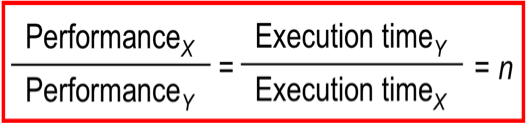 Performance_X / Performance_Y = Execution time_Y / Execution time_X = n